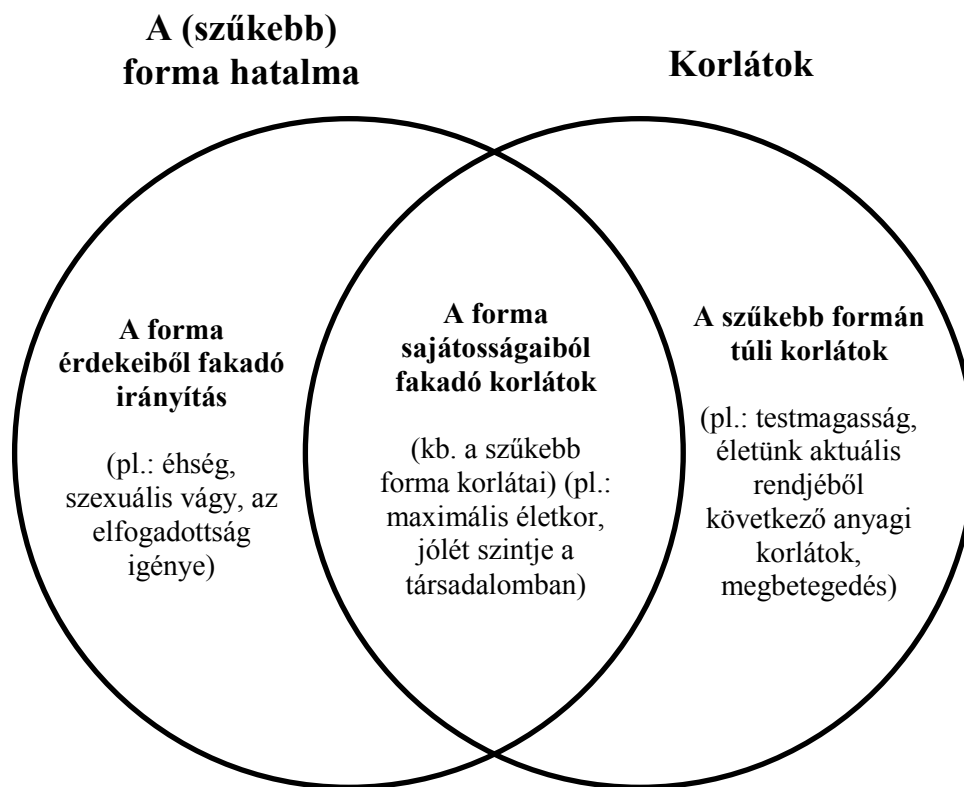 A (szűkebb)
forma hatalma
Korlátok
A forma
érdekeiből fakadó
irányítás
(pl.: éhség,
szexuális vágy, az
elfogadottság
igénye)
A forma
sajátosságaiból
fakadó korlátok
(kb. a szűkebb
forma korlátai) (pl.:
maximális életkor,
jólét szintje a
társadalomban)
A szűkebb formán
túli korlátok
(pl.: testmagasság,
életünk aktuális
rendjéből
következő anyagi
korlátok,
megbetegedés)